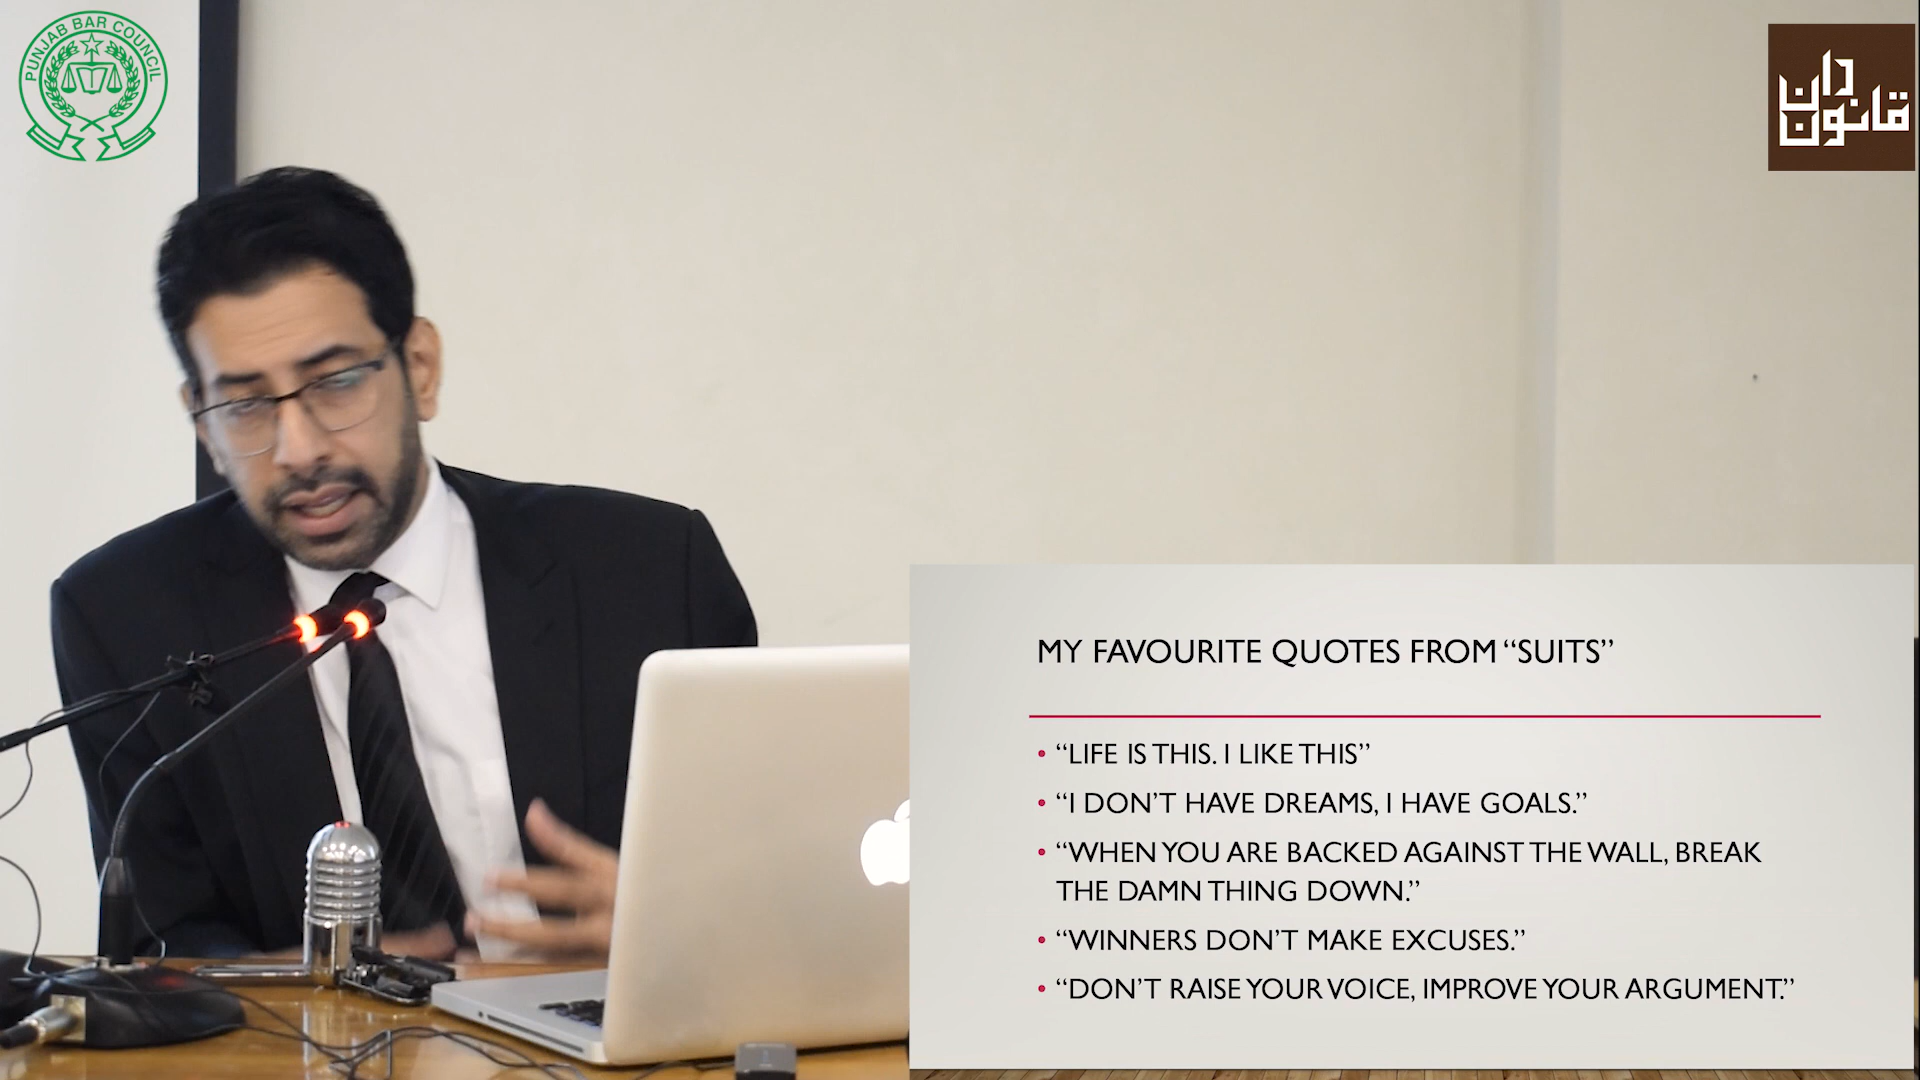 PUNJAB BAR COUNCIL
قانون دان
MY FAVOURITE QUOTES FROM “SUITS”
• “LIFE IS THIS. I LIKE THIS”
• “I DON’T HAVE DREAMS, I HAVE GOALS.”
• “WHEN YOU ARE BACKED AGAINST THE WALL, BREAK
THE DAMN THING DOWN.”
• “WINNERS DON’T MAKE EXCUSES.”
• “DON’T RAISE YOUR VOICE, IMPROVE YOUR ARGUMENT.”